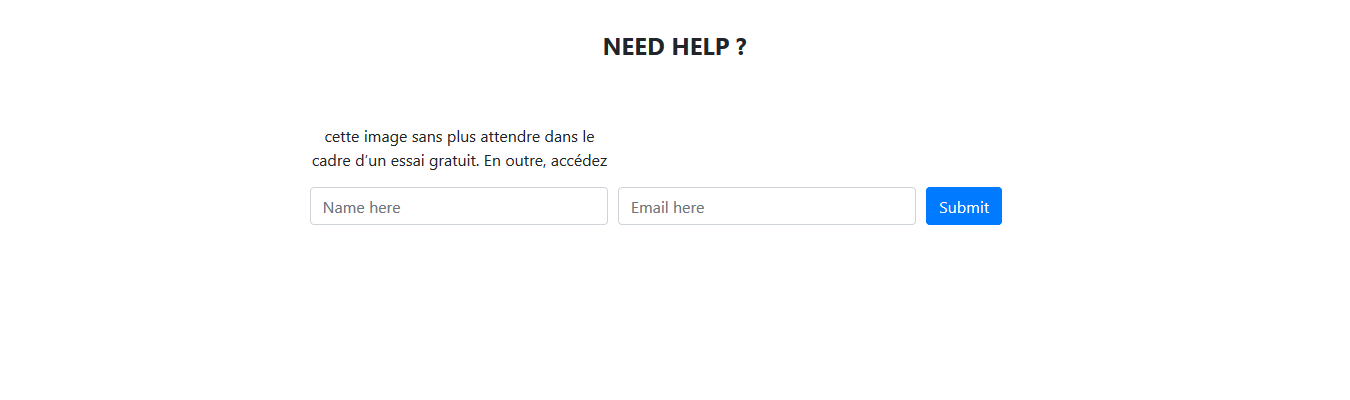 NEED HELP ?
cette image sans plus attendre dans le
cadre d’un essai gratuit. En outre, accédez
Name here
Email here
Submit